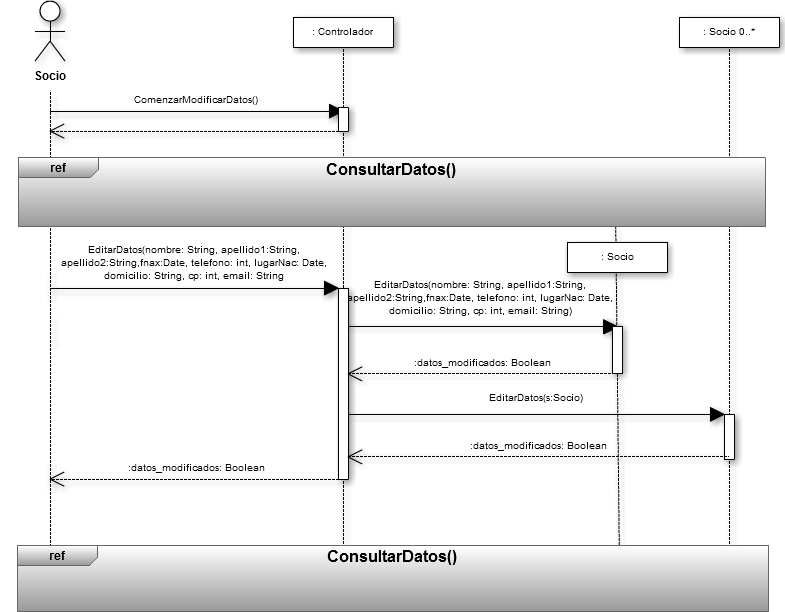 : Controlador
: Socio 0..*
Socio
ComenzarModificarDatos()
ref
ConsultarDatos()
EditarDatos(nombre: String, apellido1:String,
apellido2:String,fnax:Date, telefono: int, lugarNac: Date,
domicilio: String, cp: int, email: String
: Socio
EditarDatos(nombre: String, apellido1:String,
apellido2:String,fnax:Date, telefono: int, lugarNac: Date,
domicilio: String, cp: int, email: String)
:datos_modificados: Boolean
EditarDatos(s:Socio)
:datos_modificados: Boolean
:datos_modificados: Boolean
ref
ConsultarDatos()